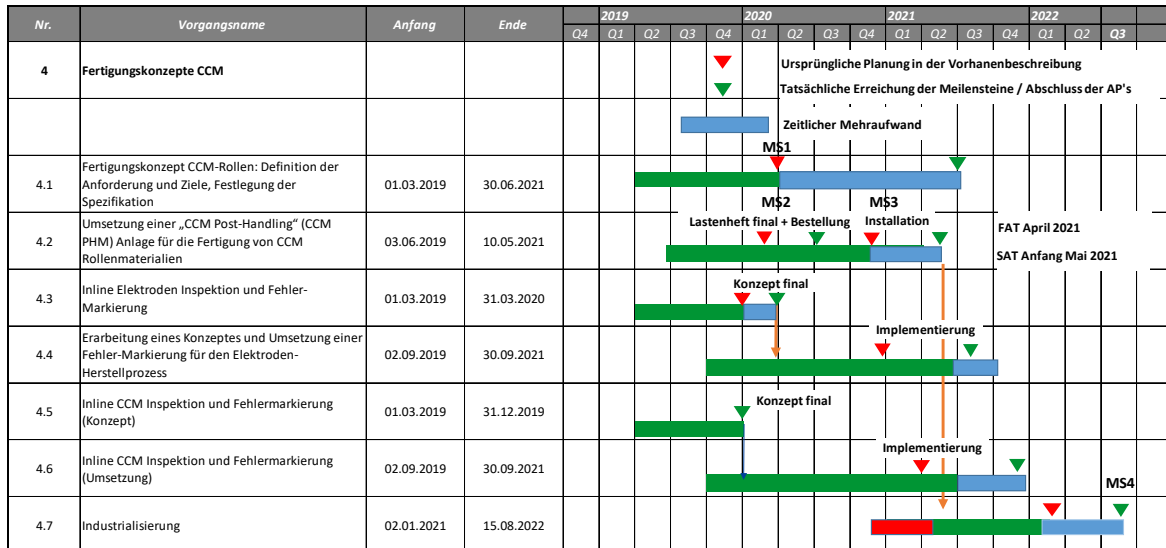 Nr. Vorgangsname Anfang Ende 2019 2020 2021 2022
Q4 Q1 Q2 Q3 Q4 Q1 Q2 Q3 Q4 Q1 Q2 Q3 Q4 Q1 Q2 Q3
4 Fertigungskonzepte CCM
Ursprüngliche Planung in der Vorhanenbeschreibung
Tatsächliche Erreichung der Meilensteine / Abschluss der AP's
Zeitlicher Mehraufwand
MS1
4.1 Fertigungskonzept CCM-Rollen: Definition der
Anforderung und Ziele, Festlegung der
Spezifikation
01.03.2019 30.06.2021
MS2 MS3
4.2 Umsetzung einer „CCM Post-Handling“ (CCM
PHM) Anlage für die Fertigung von CCM
Rollenmaterialien
03.06.2019 10.05.2021
Lastenheft final + Bestellung Installation
FAT April 2021
SAT Anfang Mai 2021
4.3 Inline Elektroden Inspektion und Fehler-
Markierung
01.03.2019 31.03.2020
Konzept final
4.4 Erarbeitung eines Konzeptes und Umsetzung einer
Fehler-Markierung für den Elektroden-
Herstellprozess
02.09.2019 30.09.2021
Implementierung
4.5 Inline CCM Inspektion und Fehlermarkierung
(Konzept)
01.03.2019 31.12.2019
Konzept final
4.6 Inline CCM Inspektion und Fehlermarkierung
(Umsetzung)
02.09.2019 30.09.2021
Implementierung
MS4
4.7 Industrialisierung 02.01.2021 15.08.2022